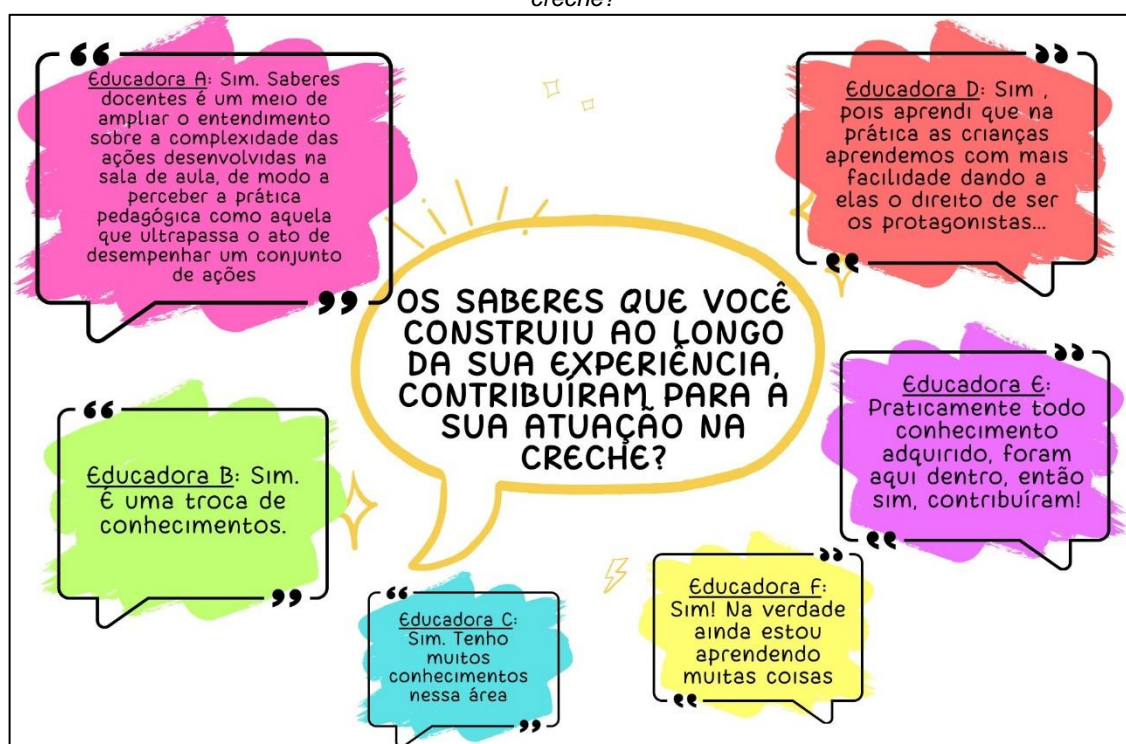 creche?
Educadora A: Sim. Saberes
docentes é um meio de
ampliar o entendimento
sobre a complexidade das
ações desenvolvidas na
sala de aula, de modo a
perceber a prática
pedagógica como aquela
que ultrapassa o ato de
desempenhar um conjunto
de ações
Educadora D: Sim ,
pois aprendi que na
prática as crianças
aprendemos com mais
facilidade dando a
elas o direito de ser
os protagonistas...
OS SABERES QUE VOCÊ
CONSTRUIU AO LONGO
DA SUA EXPERIÊNCIA,
CONTRIBUÍRAM PARA A
SUA ATUAÇÃO NA
CRECHE?
Educadora B: Sim.
É uma troca de
conhecimentos.
Educadora E:
Praticamente todo
conhecimento
adquirido, foram
aqui dentro, então
sim, contribuíram!
Educadora C:
Sim. Tenho
muitos
conhecimentos
nessa área
Educadora F:
Sim! Na verdade
ainda estou
aprendendo
muitas coisas